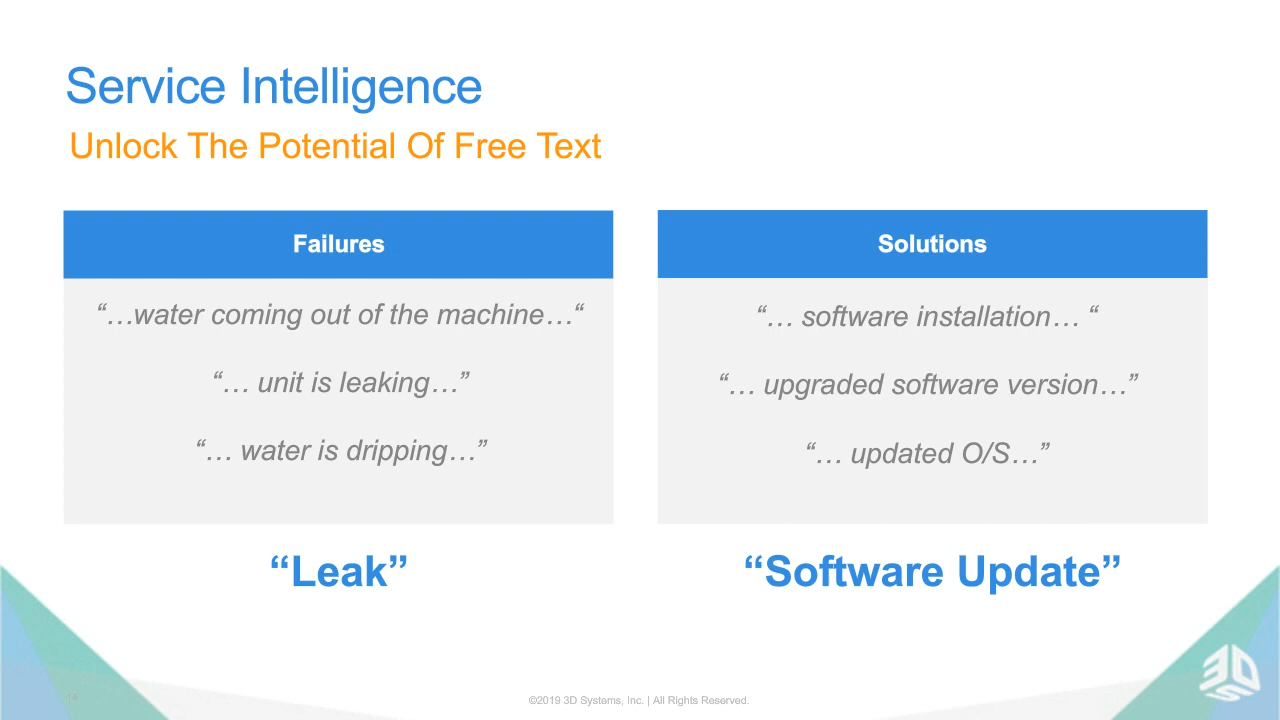 Service Intelligence
Unlock The Potential Of Free Text
Failures
“…water coming out of the machine…“
“… unit is leaking…”
“… water is dripping…”
“Leak”
Solutions
“… software installation… “
“… upgraded software version…”
“… updated O/S…”
“Software Update”
14
©2019 3D Systems, Inc. | All Rights Reserved.
3DS